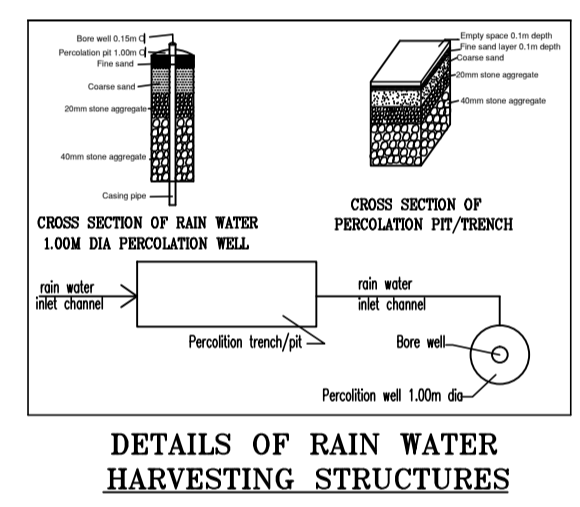 Bore well 0.15m d
Percolation pit 1.00m d
Fine sand
Coarse sand
20mm stone aggregate
40mm stone aggregate
Casing pipe
CROSS SECTION OF RAIN WATER
1.00M DIA PERCOLATION WELL
Empty space 0.1m depth
Fine sand layer 0.1m depth
Coarse sand
20mm stone aggregate
40mm stone aggregate
CROSS SECTION OF
PERCOLATION PIT/TRENCH
rain water
inlet channel
Percolition trench/pit
rain water
inlet channel
Bore well
Percolition well 1.00m dia
DETAILS OF RAIN WATER
HARVESTING STRUCTURES